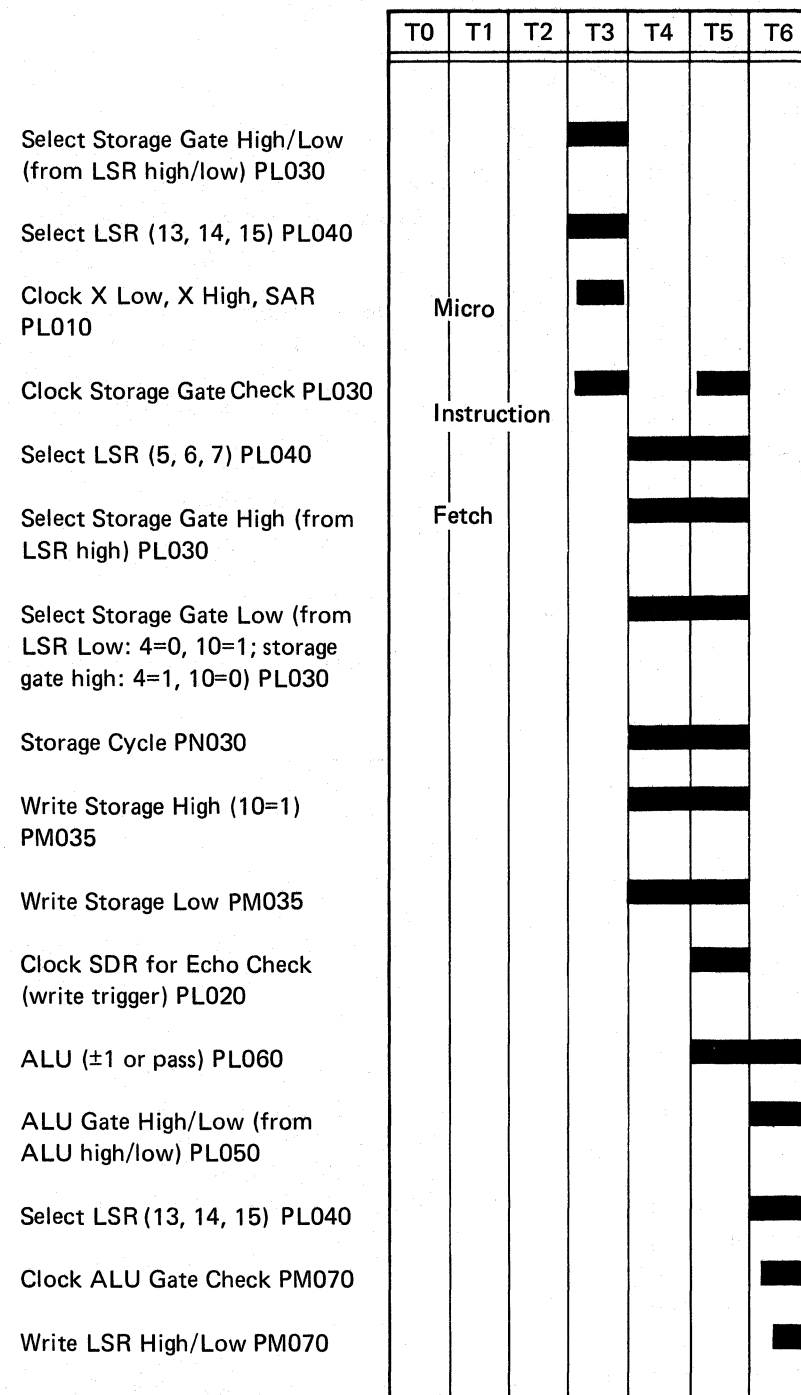 T0 T1 T2 T3 T4 T5 T6
Select Storage Gate High/Low
(from LSR high/low) PL030
Select LSR (13, 14, 15) PL040
Clock X Low, X High, SAR
PL010
Micro
Clock Storage Gate Check PL030
Instruction
Select LSR (5, 6, 7) PL040
Select Storage Gate High (from
LSR high) PL030
Fetch
Select Storage Gate Low (from
LSR Low: 4=0, 10=1; storage
gate high: 4=1, 10=0) PL030
Storage Cycle PN030
Write Storage High (10=1)
PM035
Write Storage Low PM035
Clock SDR for Echo Check
(write trigger) PL020
ALU (±1 or pass) PL060
ALU Gate High/Low (from
ALU high/low) PL050
Select LSR (13, 14, 15) PL040
Clock ALU Gate Check PM070
Write LSR High/Low PM070